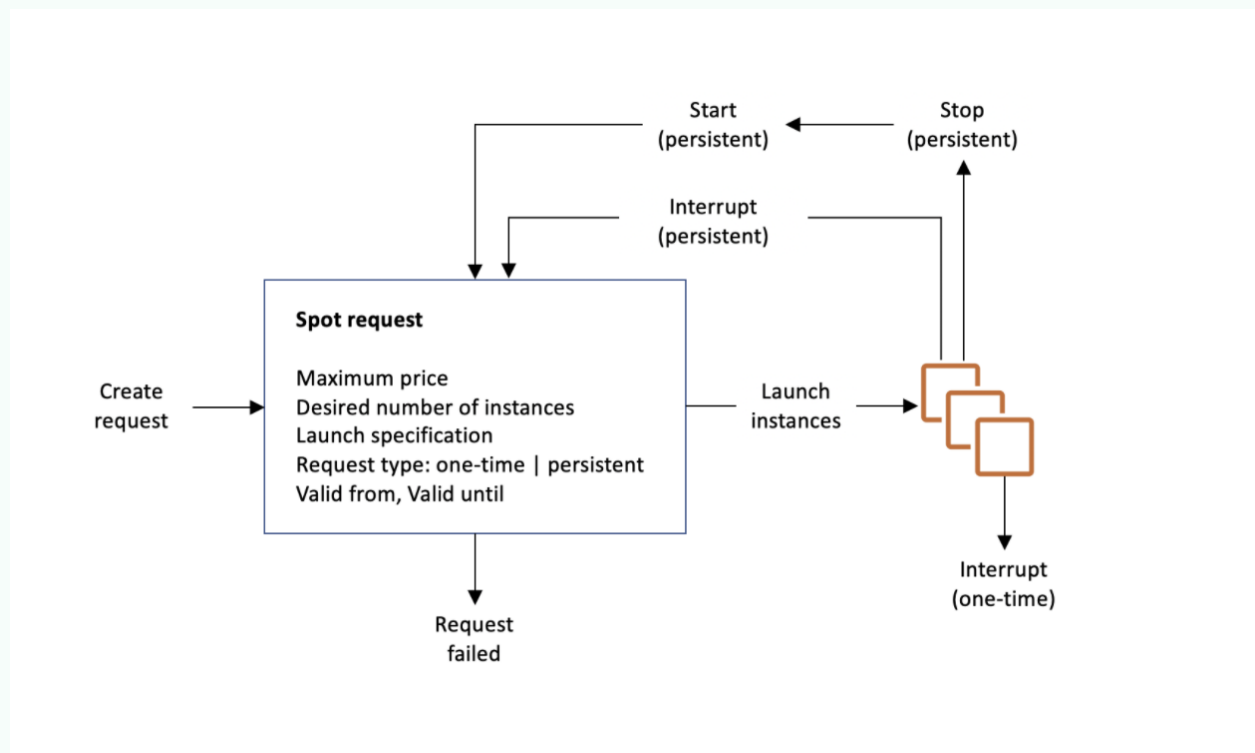 Start
(persistent)
Stop
(persistent)
Interrupt
(persistent)
Spot request
Maximum price
Desired number of instances
Launch specification
Request type: one-time | persistent
Valid from, Valid until
Create
request
Launch
instances
Interrupt
(one-time)
Request
failed